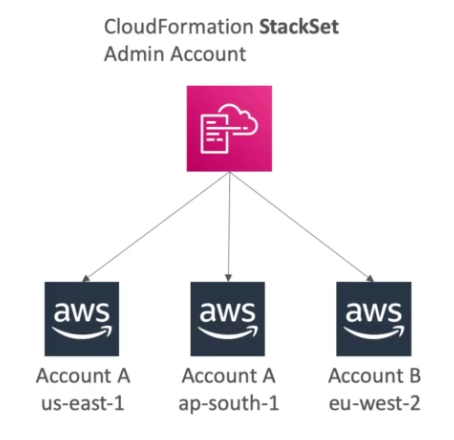 CloudFormation StackSet
Admin Account
aws
aws
aws
Account A
us-east-1
Account A
ap-south-1
Account B
eu-west-2